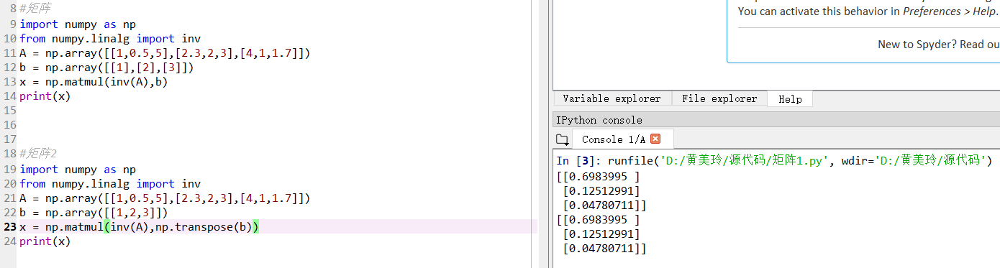 8 #矩阵
9 import numpy as np
10 from numpy.linalg import inv
11 A = np.array([[1,0.5,5],[2.3,2,3],[4,1,1.7]])
12 b = np.array([[1],[2],[3]])
13 x = np.matmul(inv(A),b)
14 print(x)
15
16
17
18 #矩阵2
19 import numpy as np
20 from numpy.linalg import inv
21 A = np.array([[1,0.5,5],[2.3,2,3],[4,1,1.7]])
22 b = np.array([[1,2,3]])
23 x = np.matmul(inv(A),np.transpose(b))
24 print(x)
You can activate this behavior in Preferences > Help.
New to Spyder? Read ou
Variable explorer File explorer Help
IPython console
Console 1/A
In [3]: runfile('D:/黄美玲/源代码/矩阵1.py', wdir='D:/黄美玲/源代码')
[[0.6983995 ]
 [0.12512991]
 [0.04780711]]
[[0.6983995 ]
 [0.12512991]
 [0.04780711]]